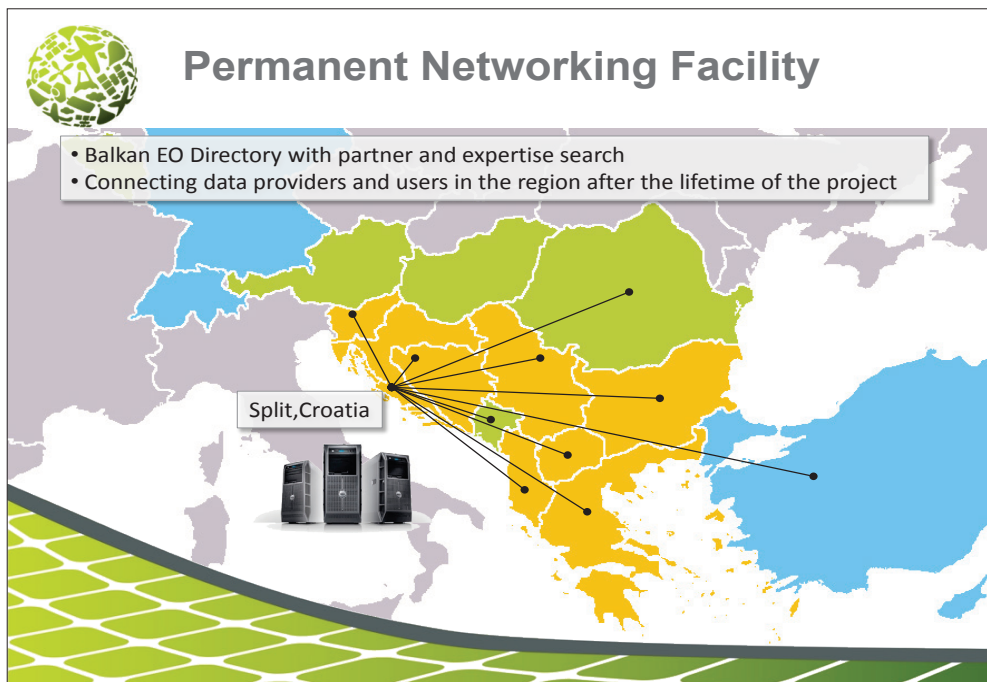 Permanent Networking Facility
• Balkan EO Directory with partner and expertise search
• Connecting data providers and users in the region after the lifetime of the project
Split,Croatia